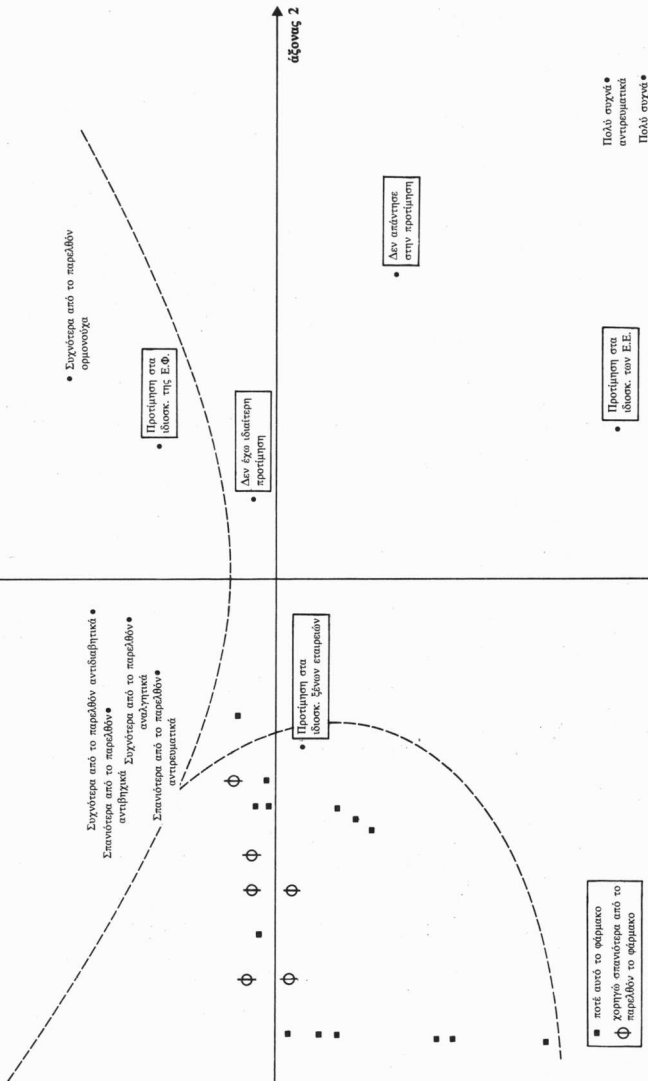 άξονας 2
Πολύ συχνά
αντιρευματικά
Πολύ συχνά
Δεν απάντησε
στην προτίμηση
Συχνότερα από το παρελθόν
ορμονούχα
Προτίμηση στα
ιδιοσκ. της Ε.Φ.
Προτίμηση στα
ιδιοσκ. των Ε.Ε.
Δεν έχω ιδιαίτερη
προτίμηση
Συχνότερα από το παρελθόν αντιδιαβητικά
Σπανιότερα από το παρελθόν
αντιβηχικά
Συχνότερα από το παρελθόν
αναλγητικά
Σπανιότερα από το παρελθόν
αντιρευματικά
Προτίμηση στα
ιδιοσκ. ξένων εταιρειών
ποτέ αυτό το φάρμακο
χορηγώ σπανιότερα από το
παρελθόν το φάρμακο